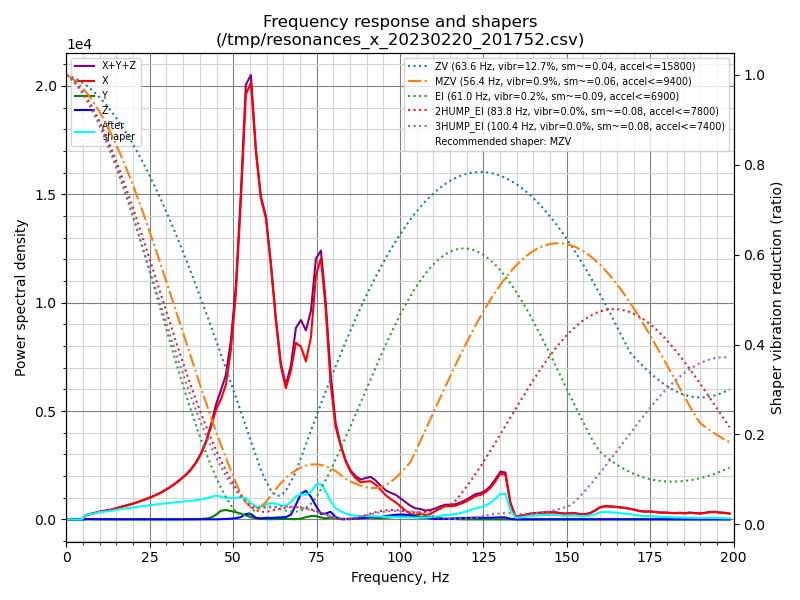 Frequency response and shapers
(/tmp/resonances_x_20230220_201752.csv)
1e4
X+Y+Z
X
Y
Z
After
shaper
ZV (63.6 Hz, vibr=12.7%, sm~=0.04, accel<=15800)
MZV (56.4 Hz, vibr=0.9%, sm~=0.06, accel<=9400)
EI (61.0 Hz, vibr=0.2%, sm~=0.09, accel<=6900)
2HUMP_EI (83.8 Hz, vibr=0.0%, sm~=0.08, accel<=7800)
3HUMP_EI (100.4 Hz, vibr=0.0%, sm~=0.08, accel<=7400)
Recommended shaper: MZV
Power spectral density
2.0
1.5
1.0
0.5
0.0
1.0
0.8
0.6
0.4
0.2
0.0
Shaper vibration reduction (ratio)
0 25 50 75 100 125 150 175 200
Frequency, Hz